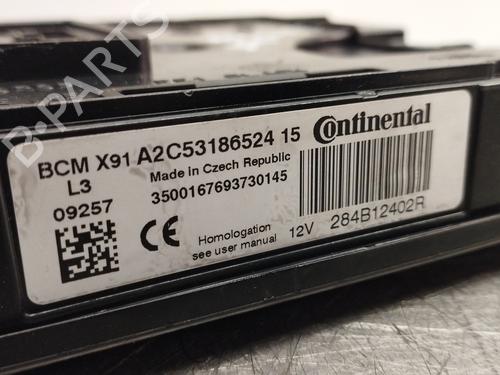 BCM X91 A2C53186524 15 Continental
L3 Made in Czech Republic
09257 3500167693730145
CE Homologation
see user manual 12V 284B12402R
B-PARTS